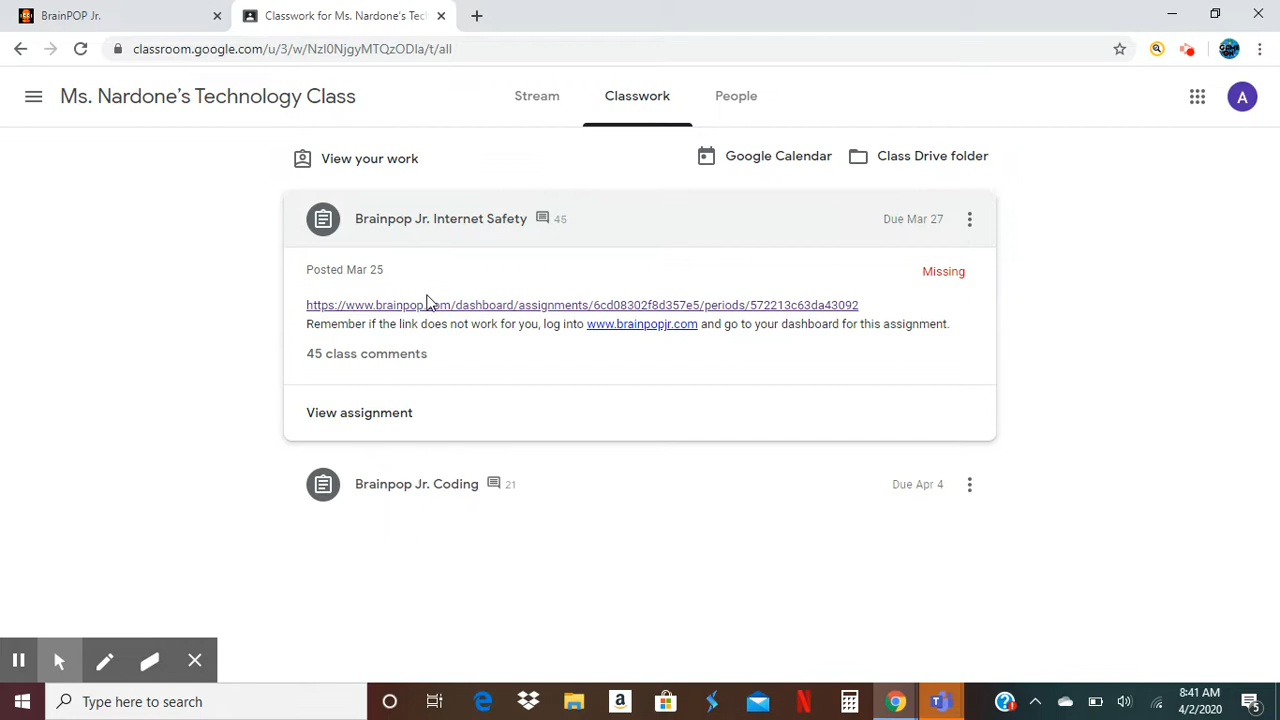 BrainPOP Jr.
Classwork for Ms. Nardone's Tech
classroom.google.com/u/3/w/NzI0NjgyMTQzODIa/t/all
Ms. Nardone's Technology Class
Stream
Classwork
People
A
View your work
Google Calendar
Class Drive folder
Brainpop Jr. Internet Safety
45
Due Mar 27
Posted Mar 25
Missing
https://www.brainpop.com/dashboard/assignments/6cd08302f8d357e5/periods/572213c63da43092
Remember if the link does not work for you, log into www.brainpopjr.com and go to your dashboard for this assignment.
45 class comments
View assignment
Brainpop Jr. Coding
21
Due Apr 4
Type here to search
8:41 AM
4/2/2020
5